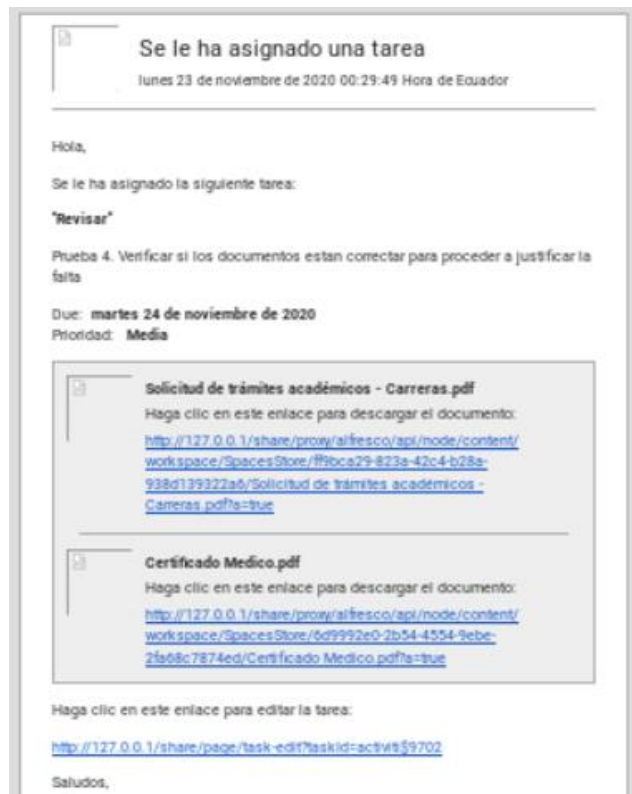 Se le ha asignado una tarea
lunes 23 de noviembre de 2020 00:29:49 Hora de Ecuador
Hola,
Se le ha asignado la siguiente tarea:
"Revisar"
Prueba 4. Verificar si los documentos estan correctar para proceder a justificar la
falta
Due: martes 24 de noviembre de 2020
Prioridad: Media
Solicitud de trámites académicos - Carreras.pdf
Haga clic en este enlace para descargar el documento:
http://127.0.0.1/share/proxy/alfresco/api/node/content/
workspace/SpacesStore/ff9bca29-823a-42c4-b28a-
938d139322a6/Solicitud de trámites académicos -
Carreras.pdf?a=true
Certificado Medico.pdf
Haga clic en este enlace para descargar el documento:
http://127.0.0.1/share/proxy/alfresco/api/node/content/
workspace/SpacesStore/6d9992e0-2b54-4554-9ebe-
2fa68c7874ed/Certificado Medico.pdf?a=true
Haga clic en este enlace para editar la tarea:
http://127.0.0.1/share/page/task-edit?taskId=activiti$9702
Saludos,